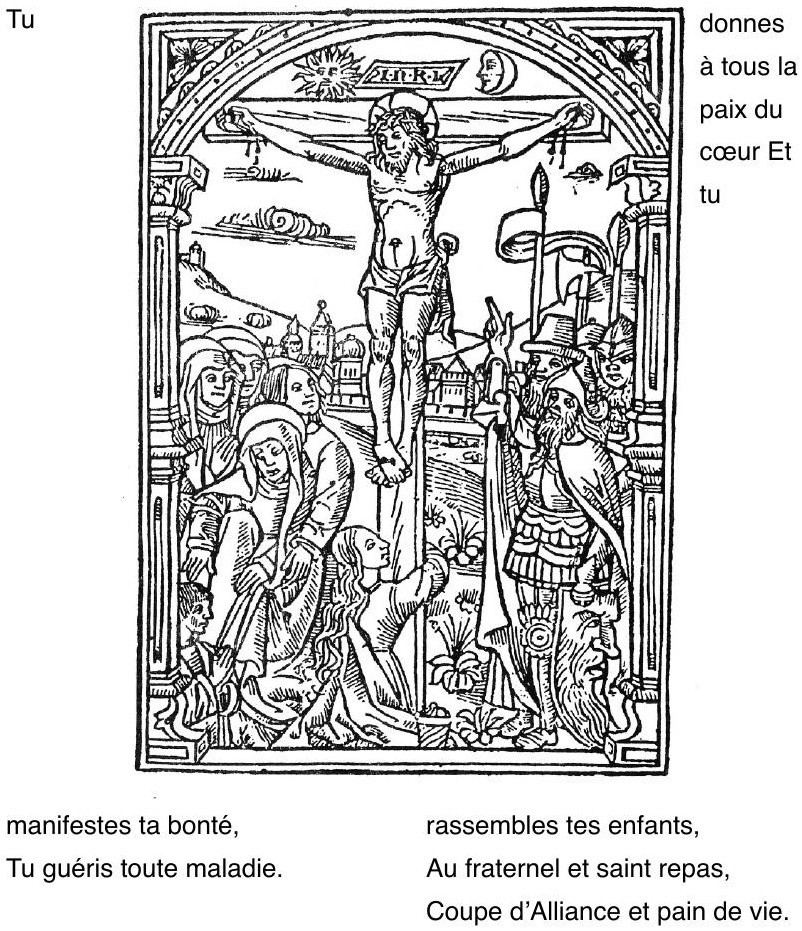 Tu
I·n·R·I
manifestes ta bonté,
Tu guéris toute maladie.
donnes
à tous la
paix du
cœur Et
tu
rassembles tes enfants,
Au fraternel et saint repas,
Coupe d'Alliance et pain de vie.